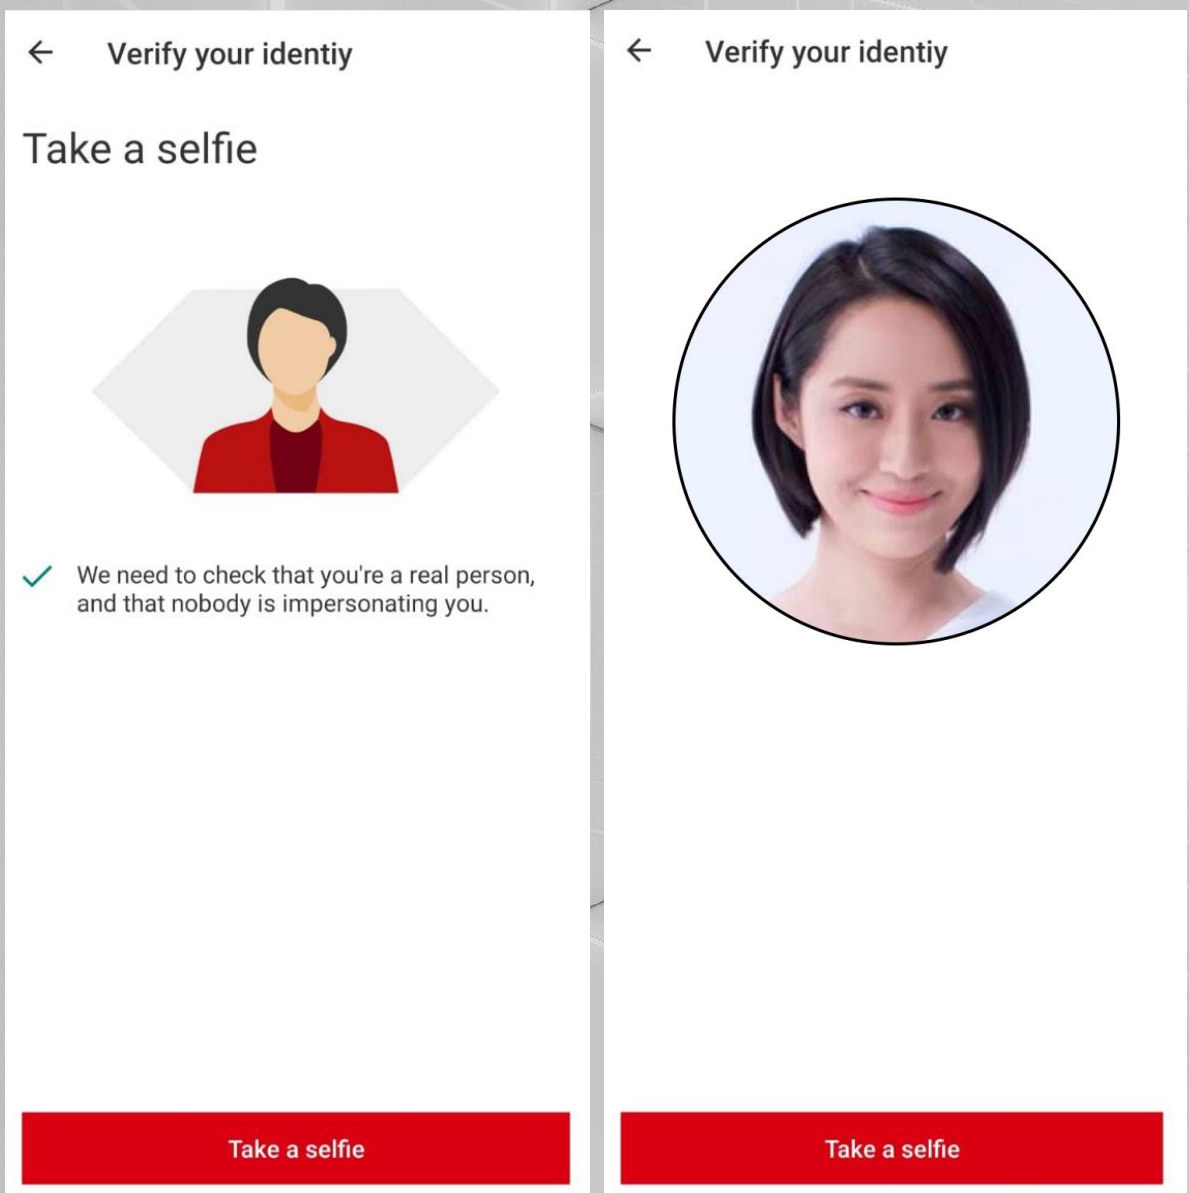 Verify your identiy
Take a selfie
We need to check that you're a real person,
and that nobody is impersonating you.
Take a selfie
Verify your identiy
Take a selfie